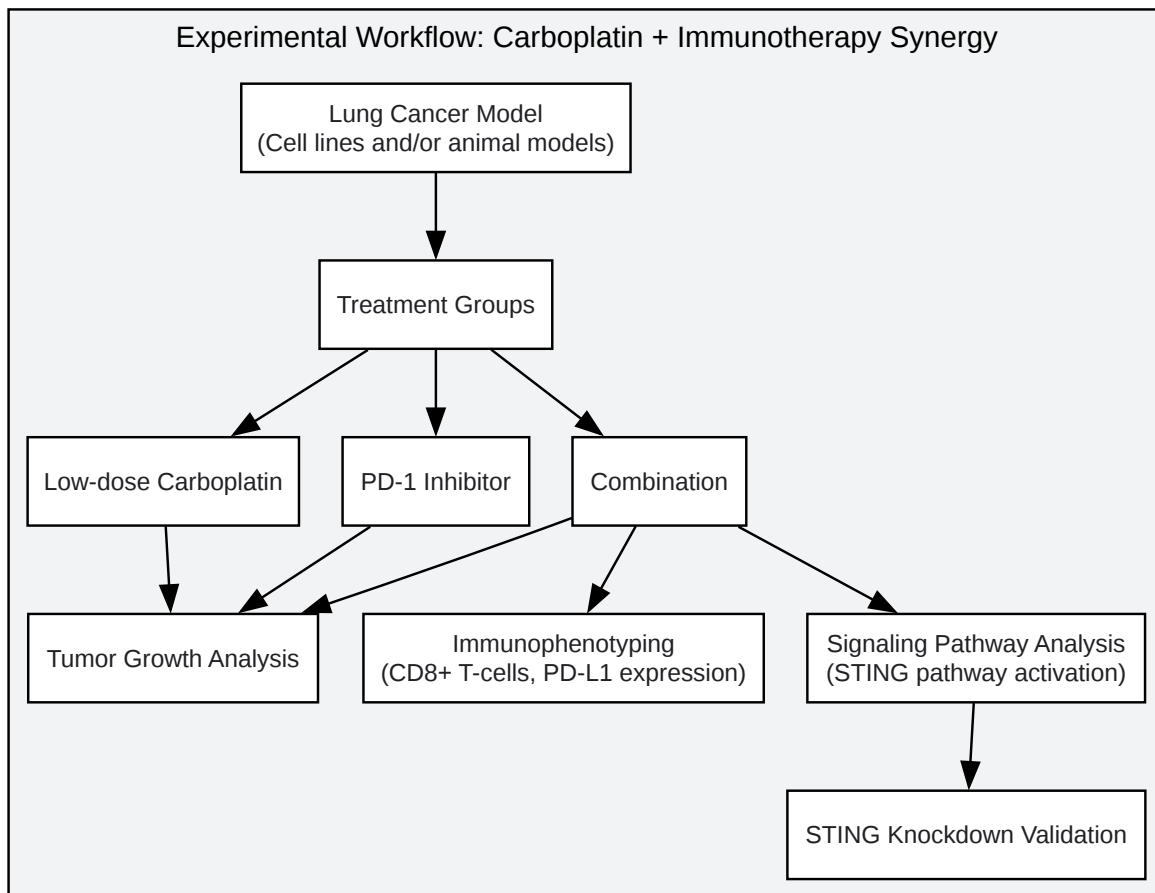 Experimental Workflow: Carboplatin + Immunotherapy Synergy
Lung Cancer Model
(Cell lines and/or animal models)
Treatment Groups
Low-dose Carboplatin
PD-1 Inhibitor
Combination
Tumor Growth Analysis
Immunophenotyping
(CD8+ T-cells, PD-L1 expression)
Signaling Pathway Analysis
(STING pathway activation)
STING Knockdown Validation